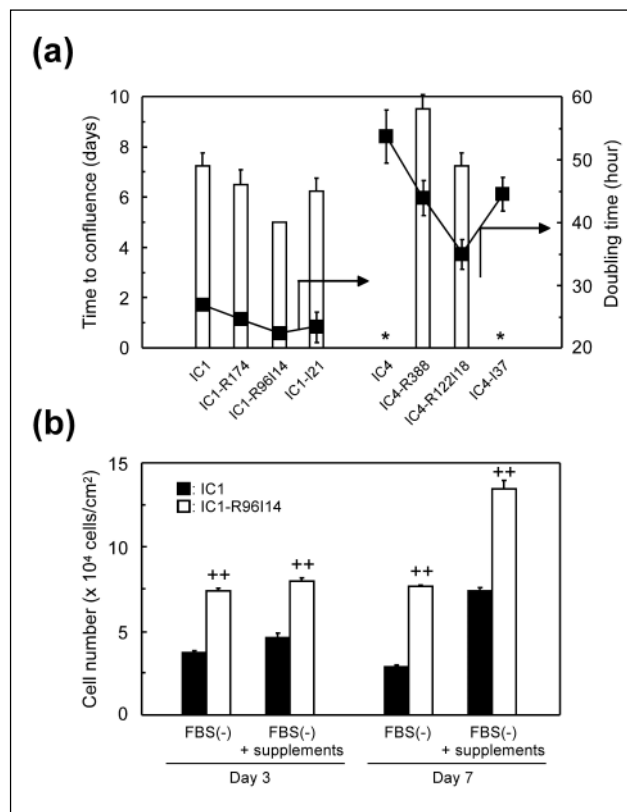 (a)
Time to confluence (days)
10
8
6
4
2
0
60
50
40
30
20
Doubling time (hour)
* *
IC1
IC1-R174
IC1-R96I14
IC1-I21
IC4
IC4-R388
IC4-R122I18
IC4-I37
(b)
Cell number (x 10⁴ cells/cm²)
15
10
5
0
: IC1
: IC1-R96I14
++
++
++
++
FBS(-) FBS(-) FBS(-) FBS(-)
+ supplements + supplements
Day 3 Day 7